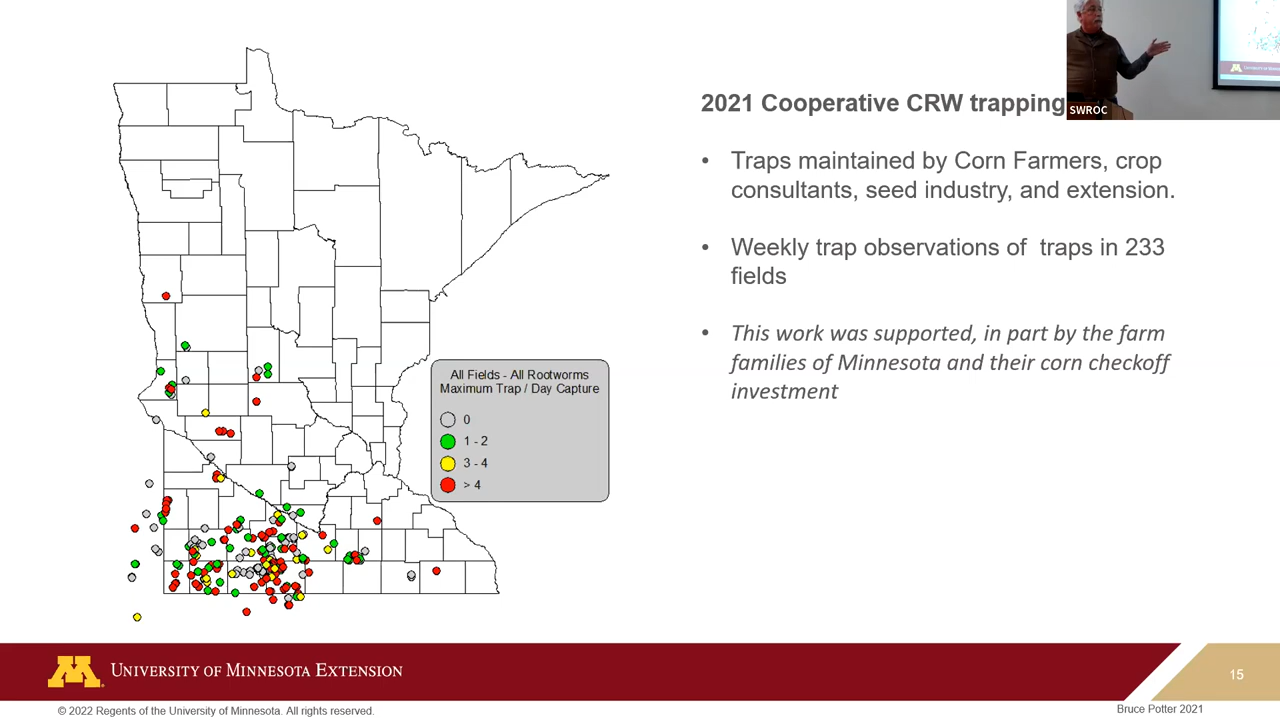 2021 Cooperative CRW trapping
SWROC
• Traps maintained by Corn Farmers, crop
consultants, seed industry, and extension.
• Weekly trap observations of  traps in 233
fields
• This work was supported, in part by the farm
families of Minnesota and their corn checkoff
investment
All Fields - All Rootworms
Maximum Trap / Day Capture
0
1 - 2
3 - 4
> 4
M
UNIVERSITY OF MINNESOTA EXTENSION
15
© 2022 Regents of the University of Minnesota. All rights reserved.
Bruce Potter 2021